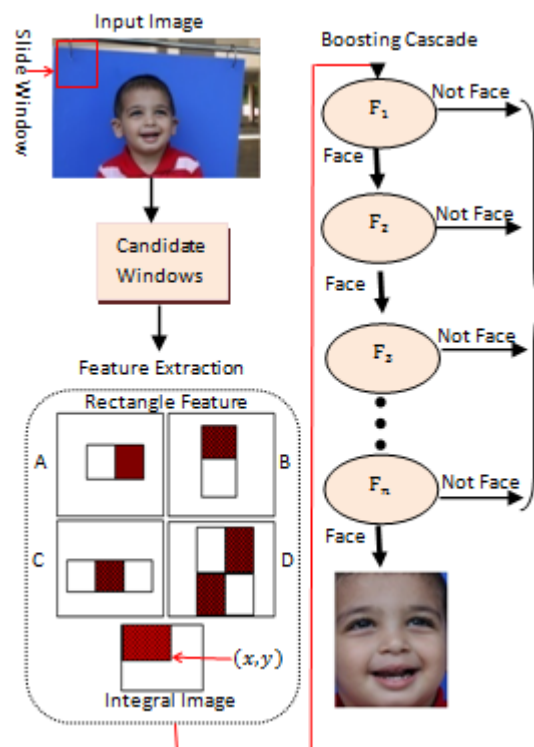 Input Image
Slide Window
Candidate
Windows
Feature Extraction
Rectangle Feature
A
B
C
D
(x,y)
Integral Image
Boosting Cascade
F₁
Not Face
Face
F₂
Not Face
Face
F₃
Not Face
Fₙ
Not Face
Face